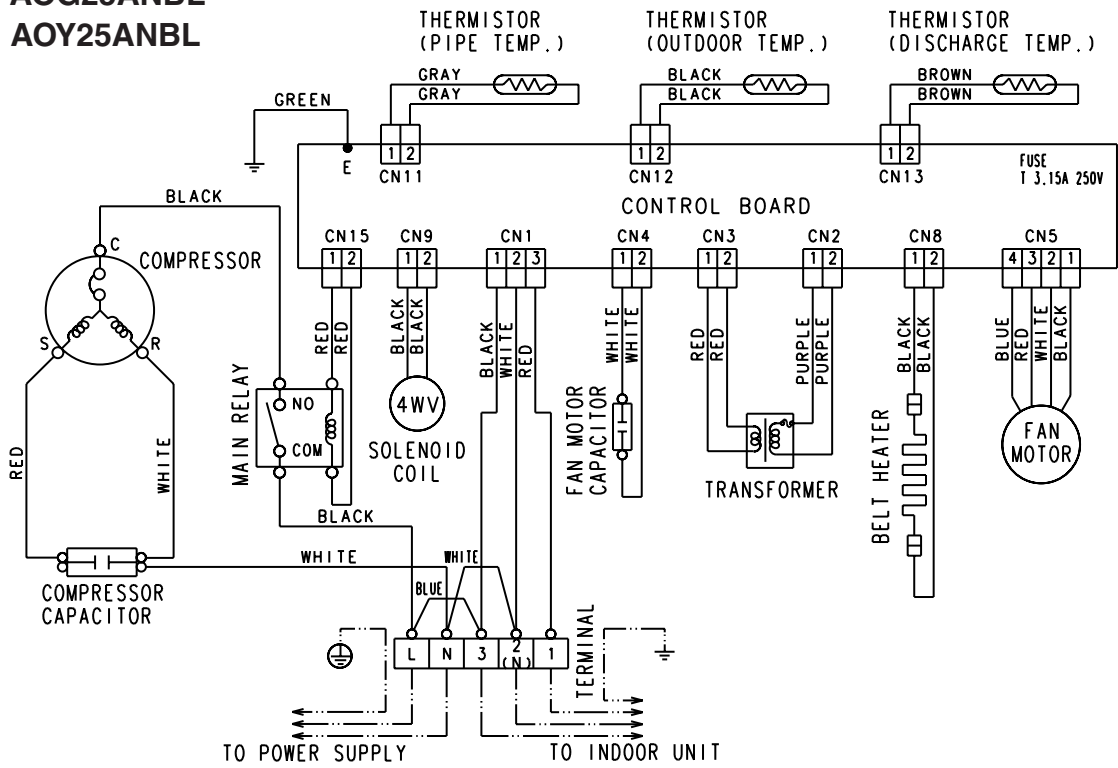 AOG25ANBL
AOY25ANBL
THERMISTOR
(PIPE TEMP.)
THERMISTOR
(OUTDOOR TEMP.)
THERMISTOR
(DISCHARGE TEMP.)
GRAY
GRAY
BLACK
BLACK
BROWN
BROWN
GREEN
E
1 2
CN11
1 2
CN12
1 2
CN13
FUSE
T 3.15A 250V
CONTROL BOARD
CN15
1 2
CN9
1 2
CN1
1 2 3
CN4
1 2
CN3
1 2
CN2
1 2
CN8
1 2
CN5
4 3 2 1
BLACK
C
COMPRESSOR
S
R
RED
WHITE
COMPRESSOR
CAPACITOR
RED
RED
MAIN RELAY
NO
COM
BLACK
BLACK
BLACK
4WV
SOLENOID
COIL
BLACK
WHITE
RED
WHITE
WHITE
FAN MOTOR
CAPACITOR
RED
RED
PURPLE
PURPLE
TRANSFORMER
BLACK
BLACK
BELT HEATER
BLUE
RED
WHITE
BLACK
FAN
MOTOR
WHITE
WHITE
BLUE
L N 3 2(N) 1
TERMINAL
TO POWER SUPPLY
TO INDOOR UNIT